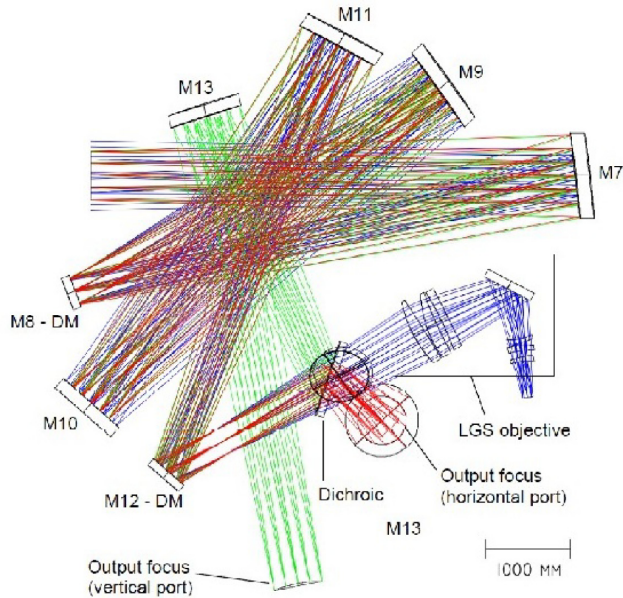 M11
M9
M13
M7
M8 - DM
M10
M12 - DM
LGS objective
Output focus
(horizontal port)
Dichroic
M13
1000 MM
Output focus
(vertical port)